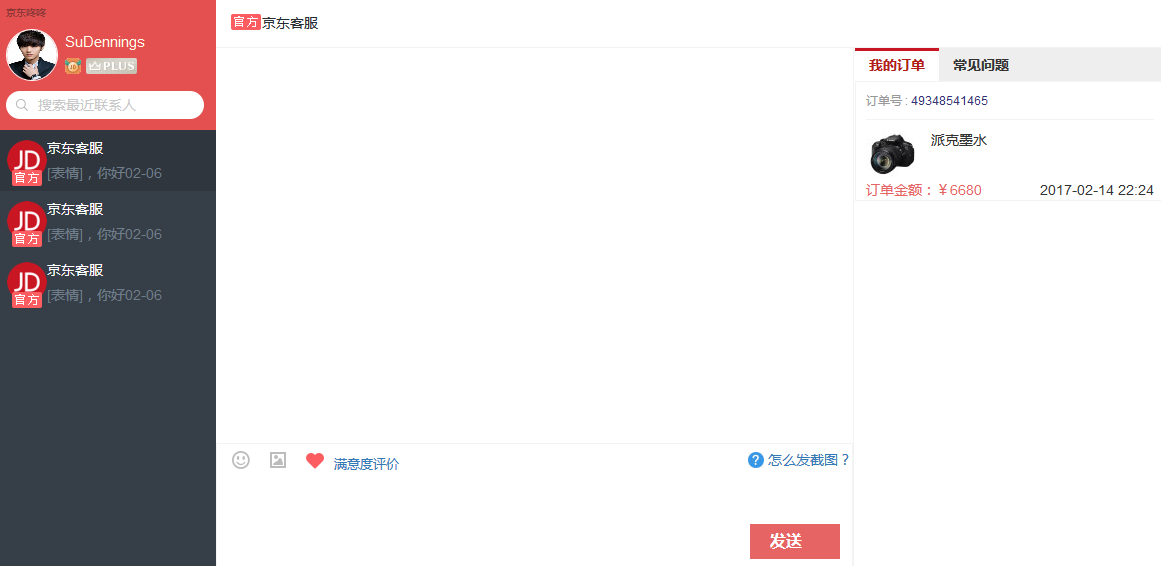 京东咚咚
SuDennings
JD PLUS
搜索最近联系人
京东客服
JD
官方
[表情]，你好02-06
京东客服
JD
官方
[表情]，你好02-06
京东客服
JD
官方
[表情]，你好02-06
官方 京东客服
满意度评价
? 怎么发截图？
发送
我的订单 常见问题
订单号 : 49348541465
派克墨水
订单金额：￥6680 2017-02-14 22:24